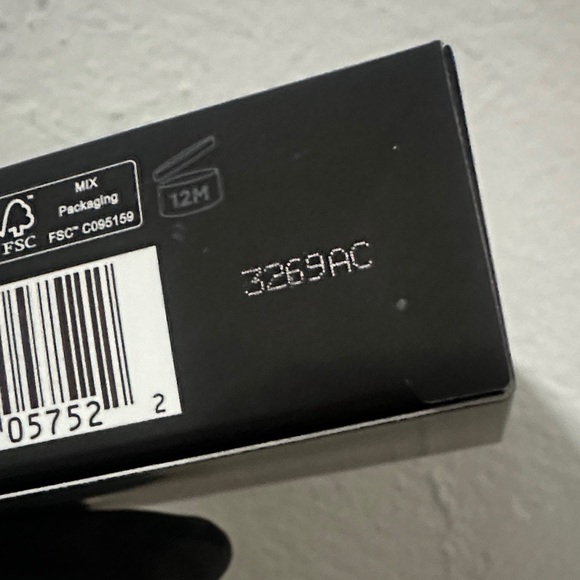 MIX
Packaging
FSC™ C095159
FSC
12M
3269AC
05752 2